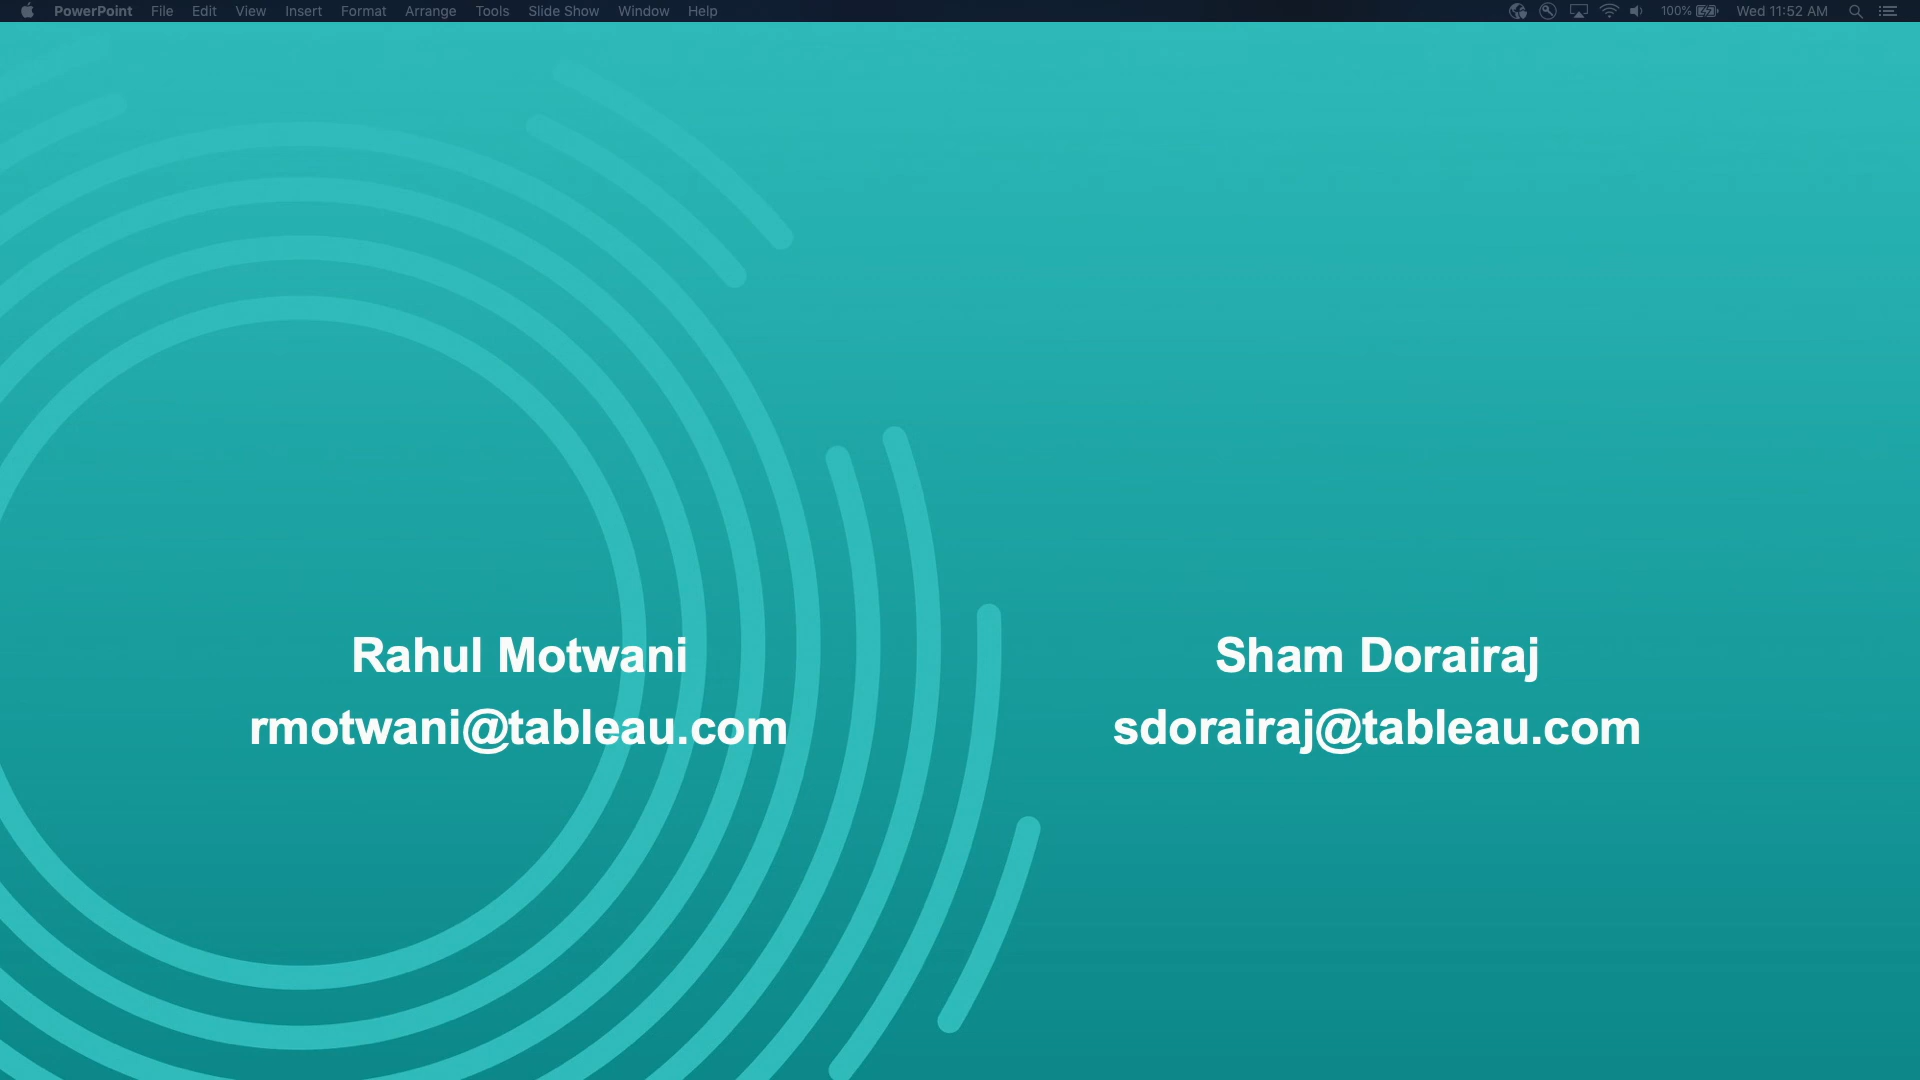 PowerPoint File Edit View Insert Format Arrange Tools Slide Show Window Help 100% Wed 11:52 AM
Rahul Motwani
rmotwani@tableau.com
Sham Dorairaj
sdorairaj@tableau.com